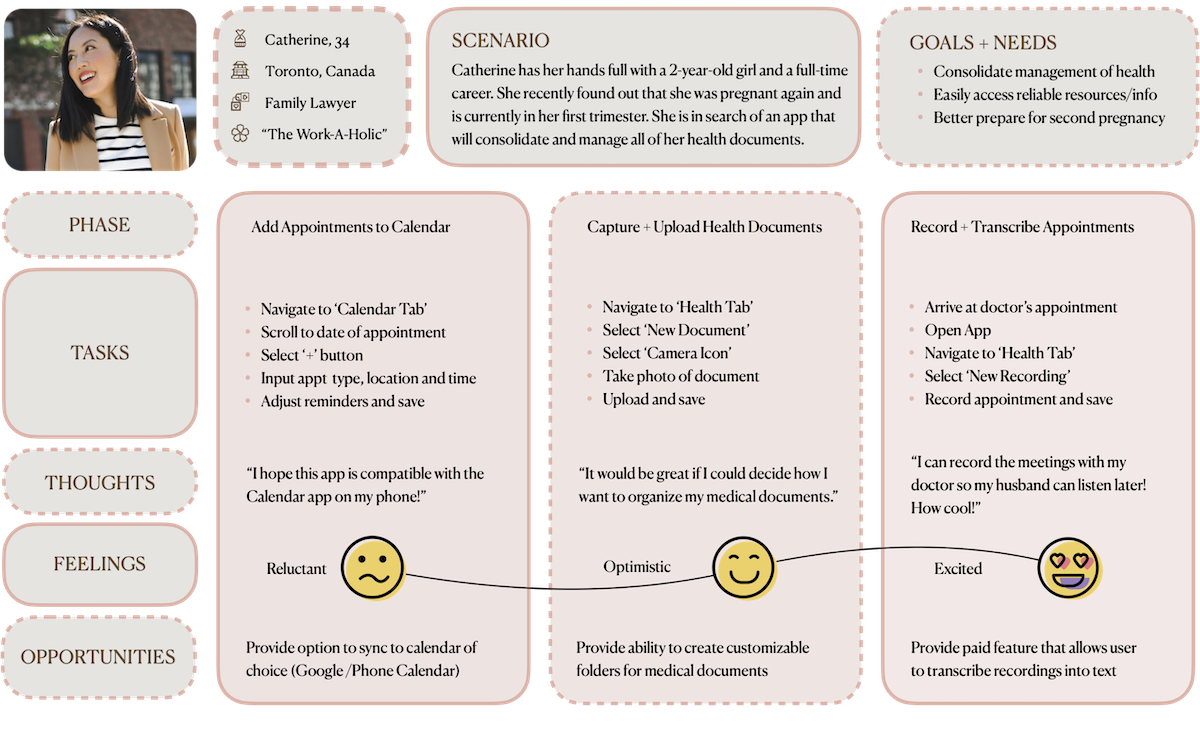 Catherine, 34
Toronto, Canada
Family Lawyer
“The Work-A-Holic”
SCENARIO
Catherine has her hands full with a 2-year-old girl and a full-time
career. She recently found out that she was pregnant again and
is currently in her first trimester. She is in search of an app that
will consolidate and manage all of her health documents.
GOALS + NEEDS
• Consolidate management of health
• Easily access reliable resources/info
• Better prepare for second pregnancy
PHASE
Add Appointments to Calendar
Capture + Upload Health Documents
Record + Transcribe Appointments
TASKS
• Navigate to ‘Calendar Tab’
• Scroll to date of appointment
• Select ‘+’ button
• Input appt type, location and time
• Adjust reminders and save
• Navigate to ‘Health Tab’
• Select ‘New Document’
• Select ‘Camera Icon’
• Take photo of document
• Upload and save
• Arrive at doctor’s appointment
• Open App
• Navigate to ‘Health Tab’
• Select ‘New Recording’
• Record appointment and save
THOUGHTS
“I hope this app is compatible with the
Calendar app on my phone!”
“It would be great if I could decide how I
want to organize my medical documents.”
“I can record the meetings with my
doctor so my husband can listen later!
How cool!”
FEELINGS
Reluctant
Optimistic
Excited
OPPORTUNITIES
Provide option to sync to calendar of
choice (Google /Phone Calendar)
Provide ability to create customizable
folders for medical documents
Provide paid feature that allows user
to transcribe recordings into text